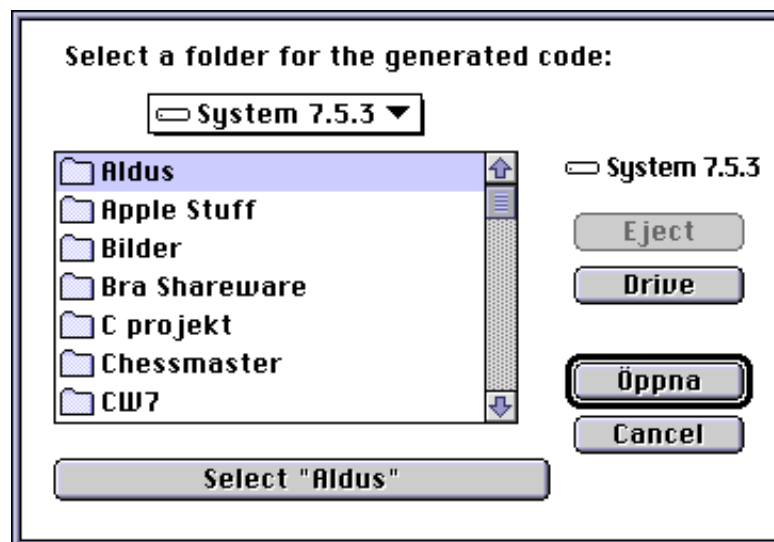 Select a folder for the generated code:
System 7.5.3
Aldus
Apple Stuff
Bilder
Bra Shareware
C projekt
Chessmaster
CW7
System 7.5.3
Eject
Drive
Öppna
Cancel
Select "Aldus"